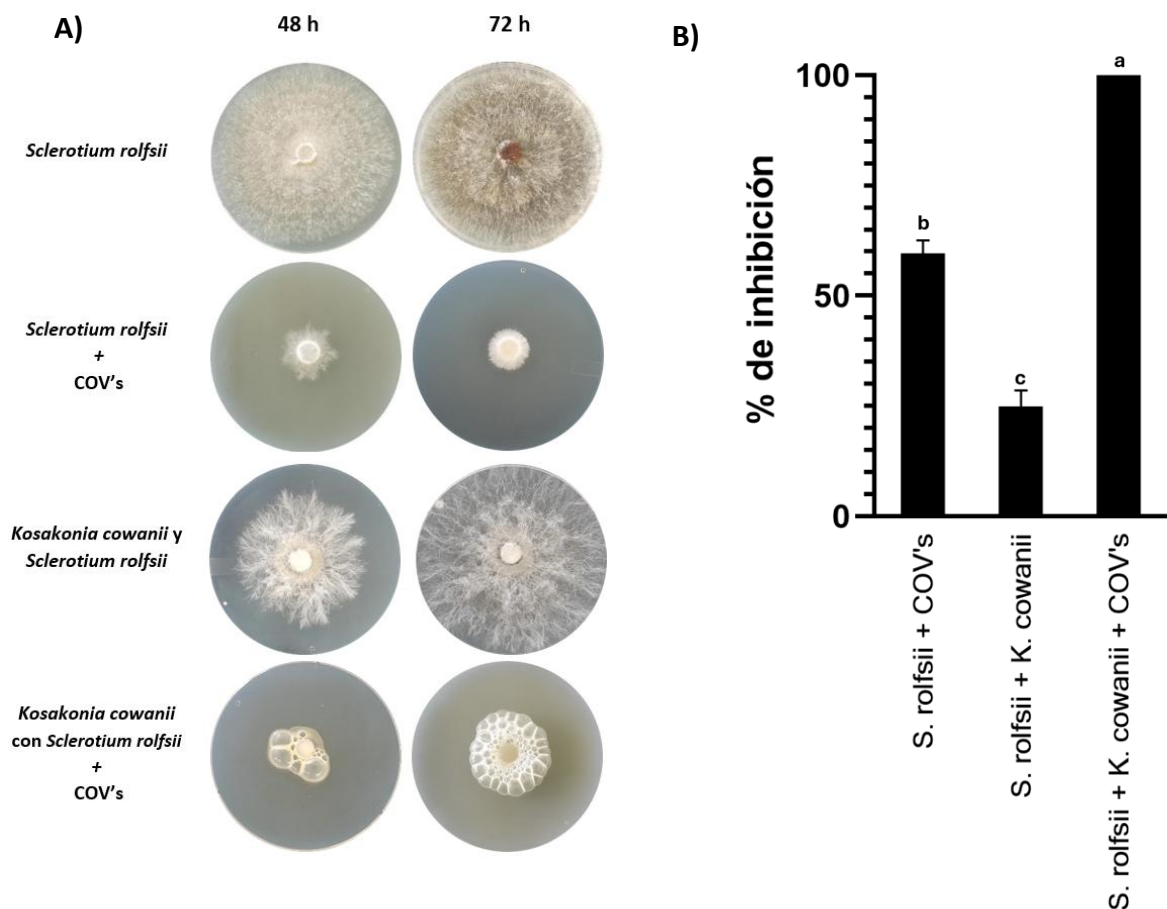 A)
48 h
72 h
Sclerotium rolfsii
Sclerotium rolfsii
+
COV's
Kosakonia cowanii y
Sclerotium rolfsii
Kosakonia cowanii
con Sclerotium rolfsii
+
COV's
B)
% de inhibición
100
50
0
b
c
a
S. rolfsii + COV's
S. rolfsii + K. cowanii
S. rolfsii + K. cowanii + COV's